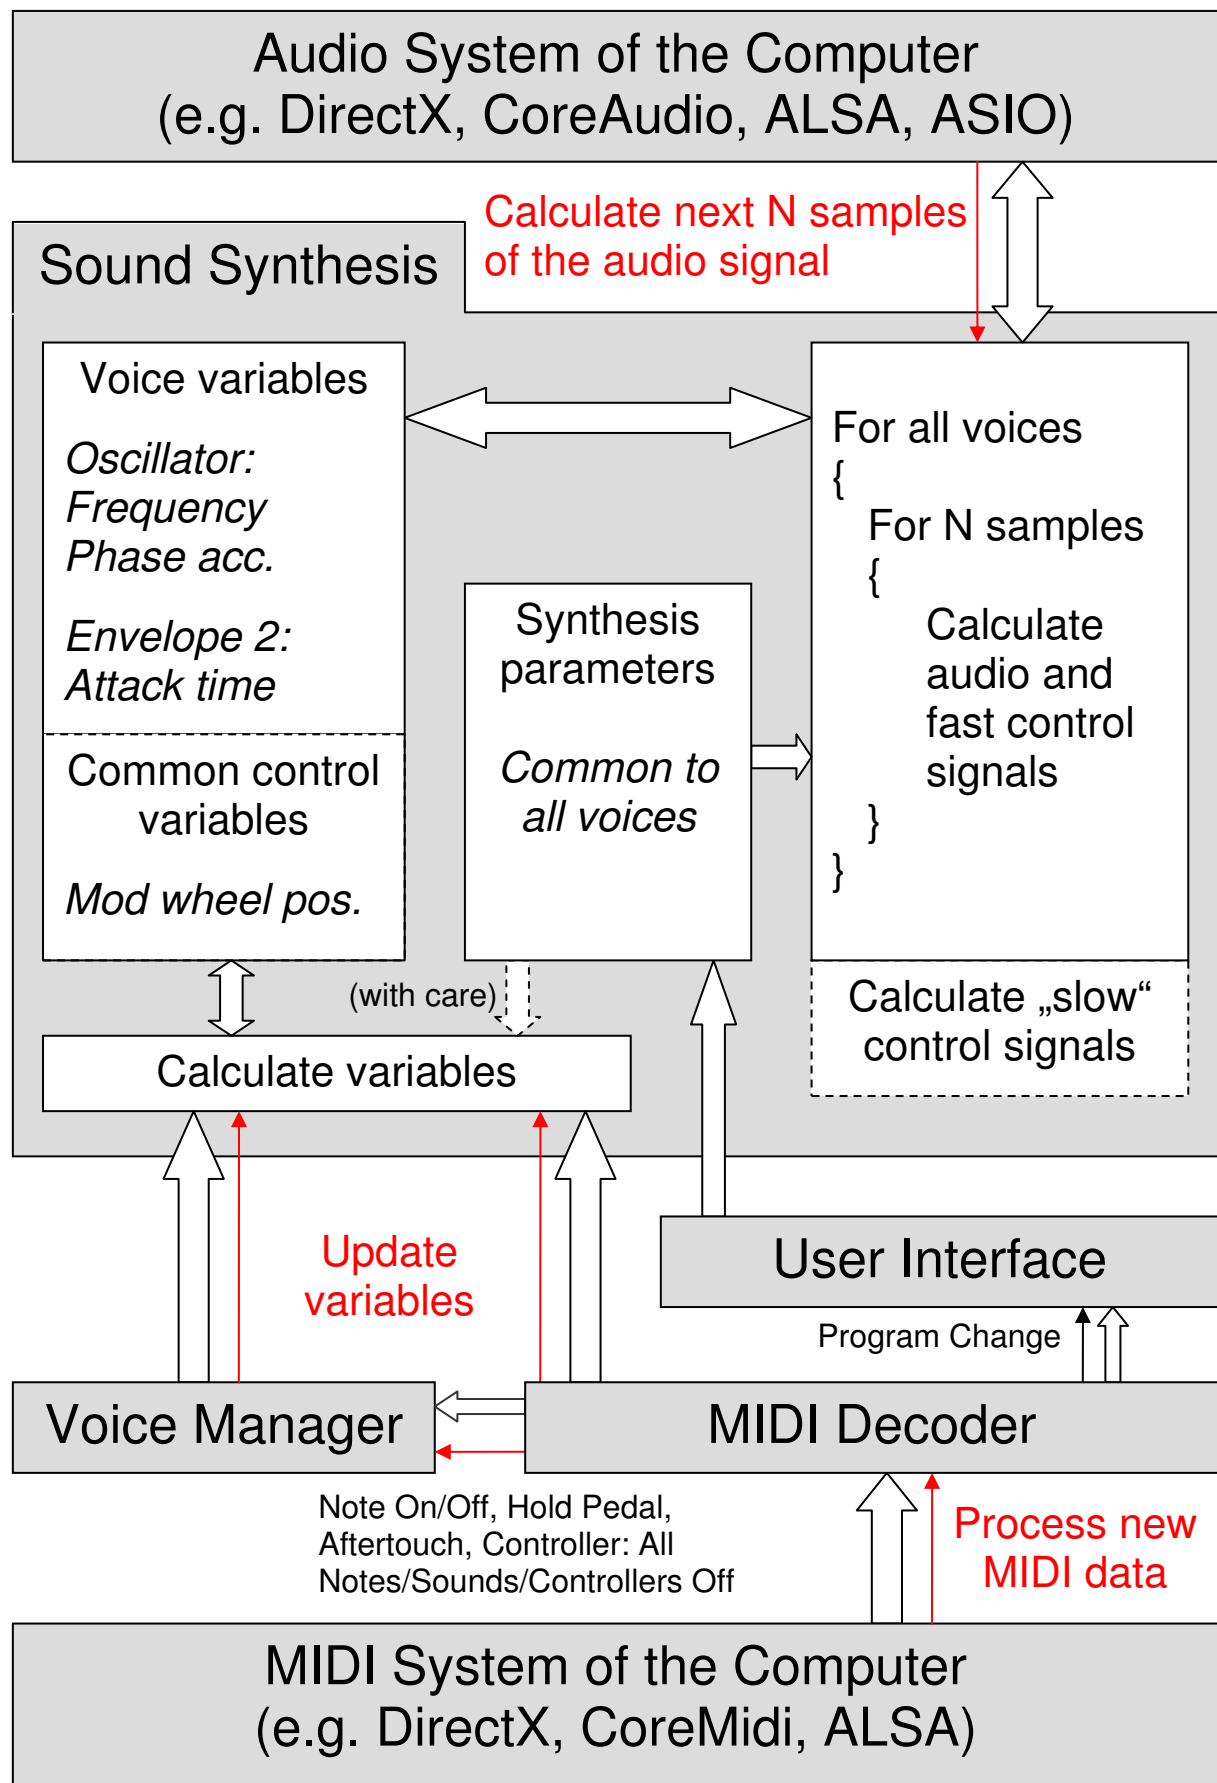 Audio System of the Computer
(e.g. DirectX, CoreAudio, ALSA, ASIO)
Calculate next N samples
of the audio signal
Sound Synthesis
Voice variables
Oscillator:
Frequency
Phase acc.
Envelope 2:
Attack time
Common control
variables
Mod wheel pos.
Synthesis
parameters
Common to
all voices
For all voices
{
For N samples
{
Calculate
audio and
fast control
signals
}
}
(with care)
Calculate „slow“
control signals
Calculate variables
Update
variables
User Interface
Program Change
Voice Manager
MIDI Decoder
Note On/Off, Hold Pedal,
Aftertouch, Controller: All
Notes/Sounds/Controllers Off
Process new
MIDI data
MIDI System of the Computer
(e.g. DirectX, CoreMidi, ALSA)